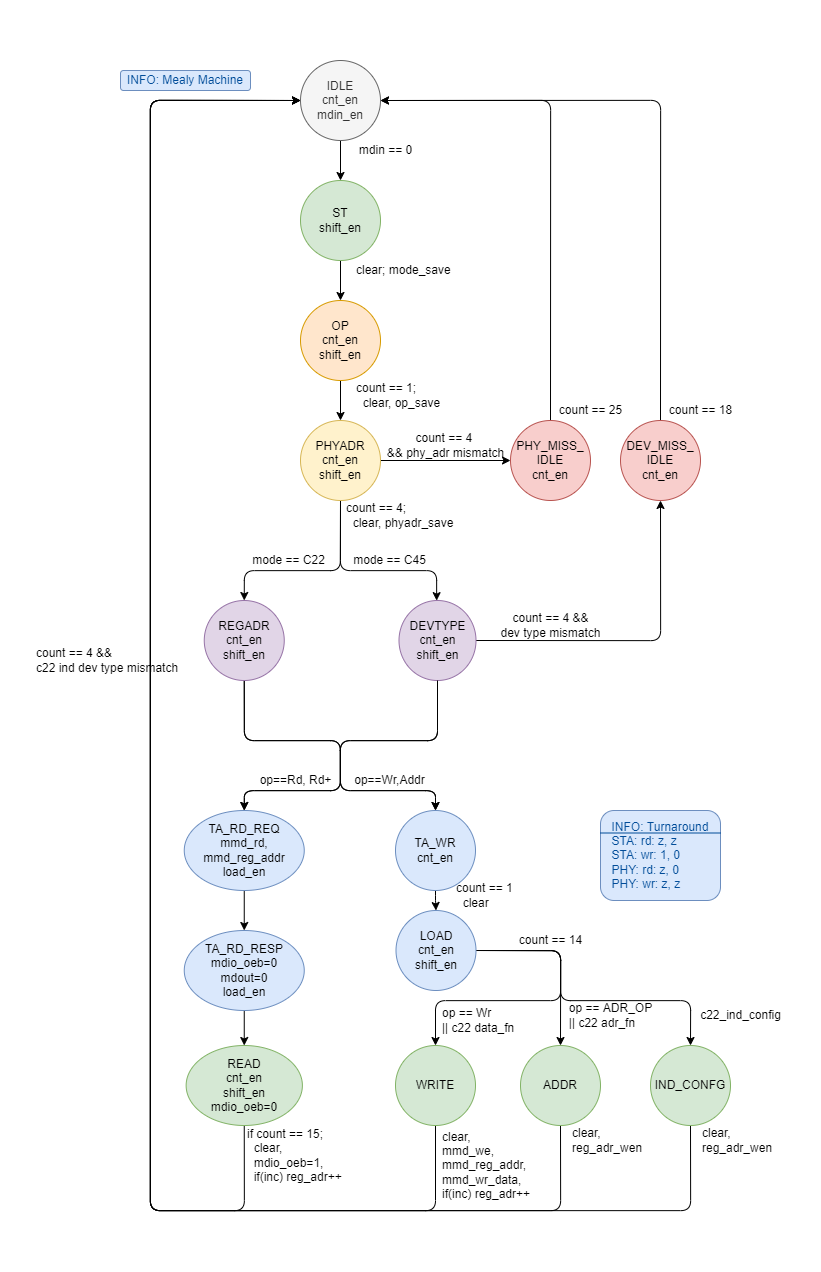 INFO: Mealy Machine
IDLE
cnt_en
mdin_en
mdin == 0
ST
shift_en
clear; mode_save
OP
cnt_en
shift_en
count == 1;
clear, op_save
PHYADR
cnt_en
shift_en
count == 4
&& phy_adr mismatch
count == 25
PHY_MISS_
IDLE
cnt_en
count == 18
DEV_MISS_
IDLE
cnt_en
count == 4;
clear, phyadr_save
mode == C22
mode == C45
REGADR
cnt_en
shift_en
DEVTYPE
cnt_en
shift_en
count == 4 &&
dev type mismatch
count == 4 &&
c22 ind dev type mismatch
op==Rd, Rd+
op==Wr,Addr
TA_RD_REQ
mmd_rd,
mmd_reg_addr
load_en
TA_WR
cnt_en
INFO: Turnaround
STA: rd: z, z
STA: wr: 1, 0
PHY: rd: z, 0
PHY: wr: z, z
count == 1
clear
TA_RD_RESP
mdio_oeb=0
mdout=0
load_en
LOAD
cnt_en
shift_en
count == 14
op == Wr
|| c22 data_fn
op == ADR_OP
|| c22 adr_fn
c22_ind_config
READ
cnt_en
shift_en
mdio_oeb=0
WRITE
ADDR
IND_CONFG
if count == 15;
clear,
mdio_oeb=1,
if(inc) reg_adr++
clear,
mmd_we,
mmd_reg_addr,
mmd_wr_data,
if(inc) reg_adr++
clear,
reg_adr_wen
clear,
reg_adr_wen